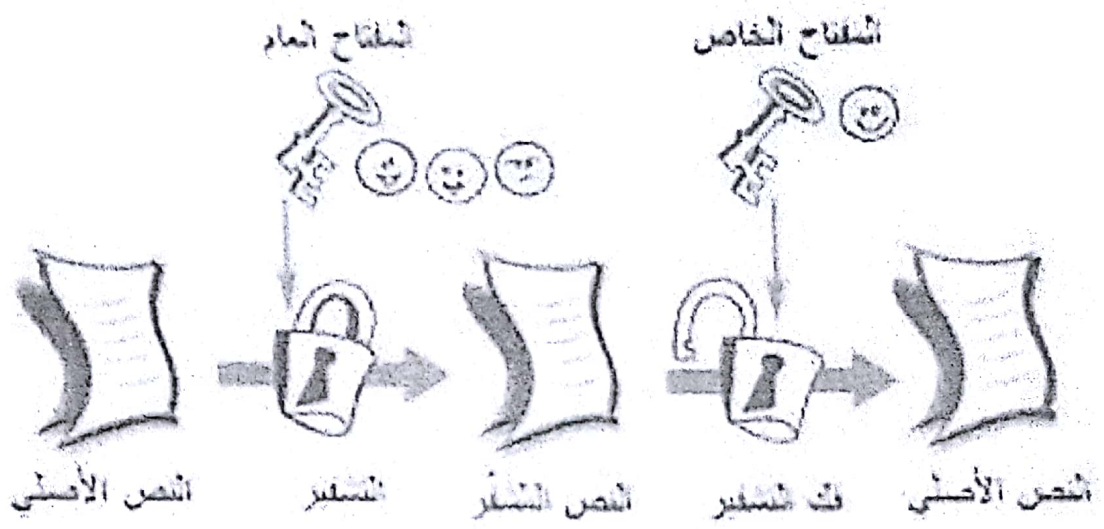 المفتاح الخاص
المفتاح العام
النص الأصلي
التشفير
النص المشفر
فك التشفير
النص الأصلي